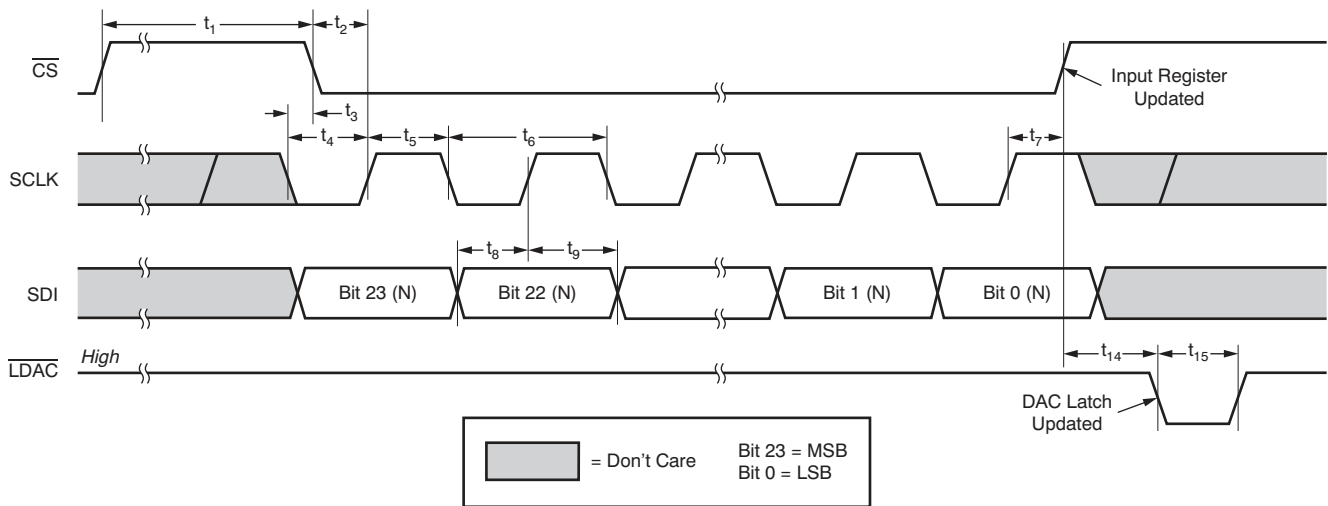 t1
t2
CS
Input Register
Updated
t3
t4
t5
t6
t7
SCLK
t8
t9
SDI
Bit 23 (N)
Bit 22 (N)
Bit 1 (N)
Bit 0 (N)
LDAC
High
t14
t15
DAC Latch
Updated
= Don't Care
Bit 23 = MSB
Bit 0 = LSB